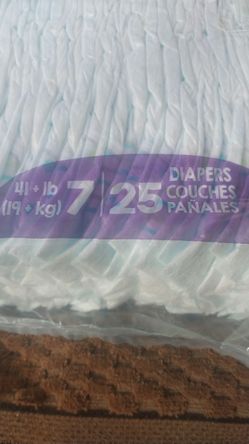 41+ lb
(19+ kg)
7
25
DIAPERS
COUCHES
PAÑALES